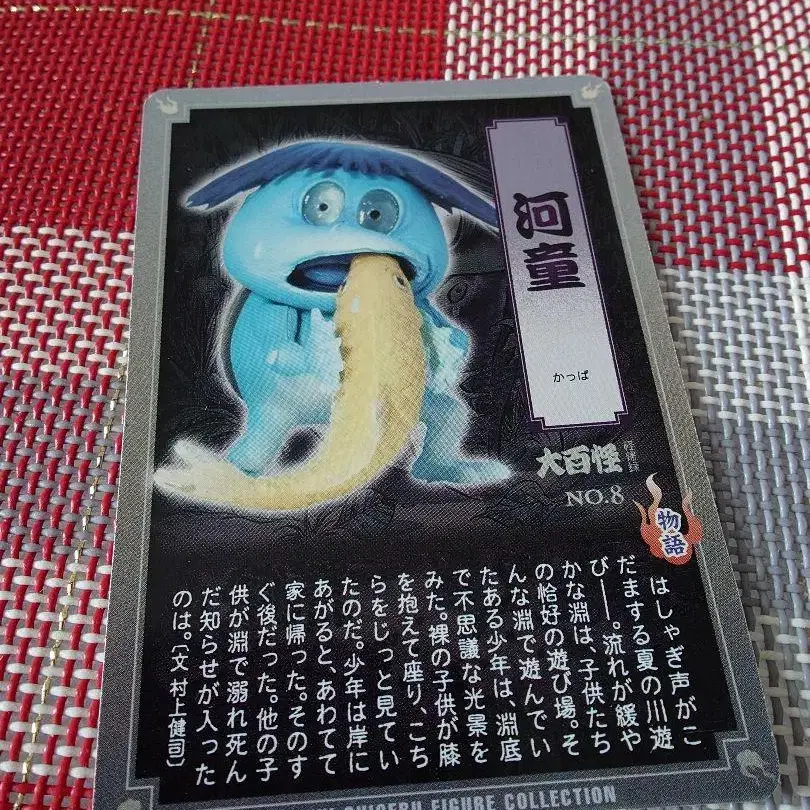 河童
かっぱ
大百怪
NO.8
物語
はしゃぎ声がこ
だまする夏の川遊
び――。流れが緩や
かな淵は、子供たち
の恰好の遊び場。そ
んな淵で遊んでい
たある少年は、淵底
で不思議な光景を
みた。裸の子供が膝
を抱えて座り、こち
らをじっと見てい
たのだ。少年は岸に
あがると、あわてて
家に帰った。そのす
ぐ後だった。他の子
供が淵で溺れ死ん
だ知らせが入った
のは。〔文 村上健司〕
SHIGERU FIGURE COLLECTION